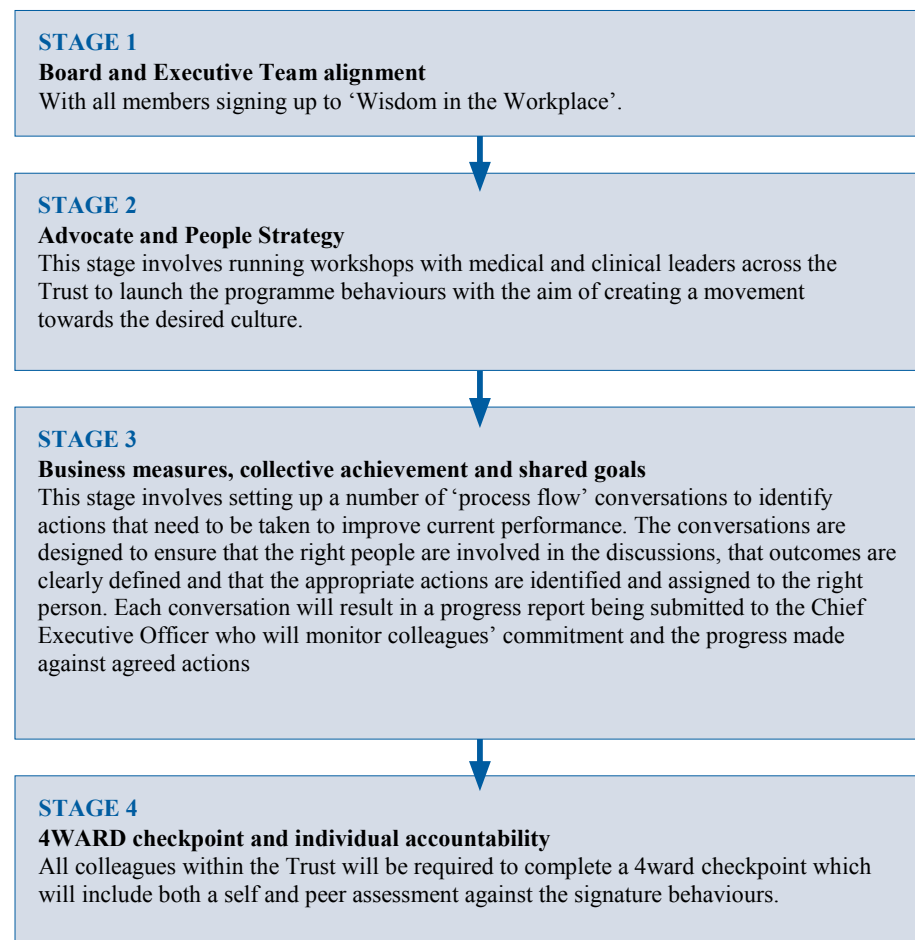 STAGE 1
Board and Executive Team alignment
With all members signing up to ‘Wisdom in the Workplace’.
STAGE 2
Advocate and People Strategy
This stage involves running workshops with medical and clinical leaders across the
Trust to launch the programme behaviours with the aim of creating a movement
towards the desired culture.
STAGE 3
Business measures, collective achievement and shared goals
This stage involves setting up a number of ‘process flow’ conversations to identify
actions that need to be taken to improve current performance. The conversations are
designed to ensure that the right people are involved in the discussions, that outcomes are
clearly defined and that the appropriate actions are identified and assigned to the right
person. Each conversation will result in a progress report being submitted to the Chief
Executive Officer who will monitor colleagues’ commitment and the progress made
against agreed actions
STAGE 4
4WARD checkpoint and individual accountability
All colleagues within the Trust will be required to complete a 4ward checkpoint which
will include both a self and peer assessment against the signature behaviours.